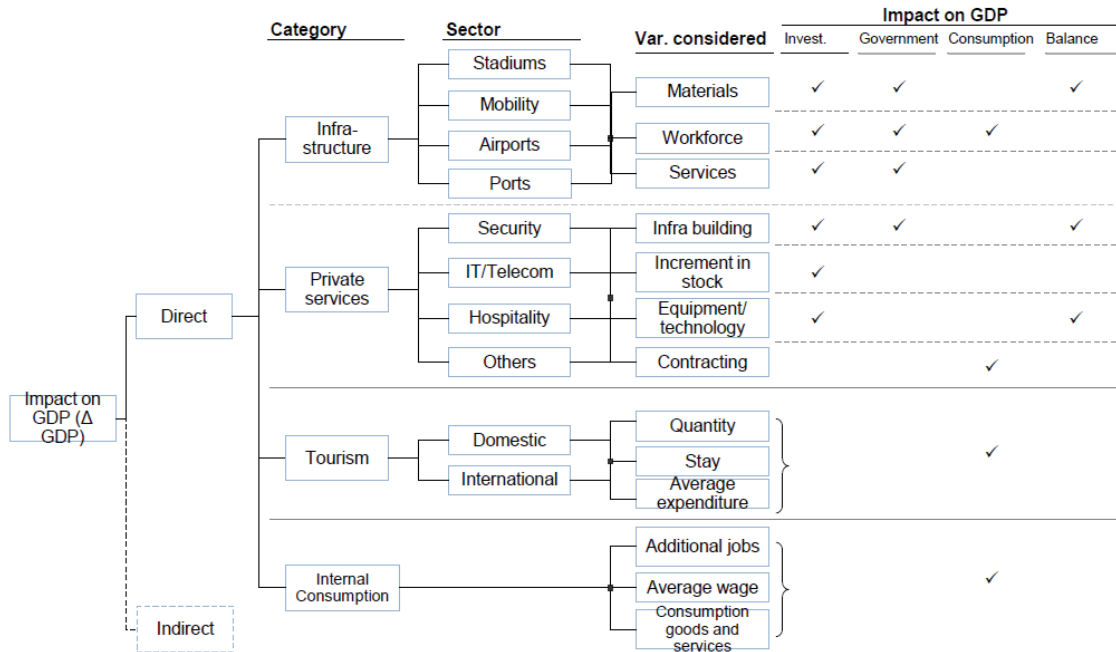 Impact on GDP
Category
Sector
Var. considered
Invest.
Government
Consumption
Balance
Stadiums
Mobility
Airports
Ports
Infra-
structure
Materials
✓ ✓ ✓
Workforce
✓ ✓ ✓
Services
✓ ✓
Security
IT/Telecom
Hospitality
Others
Private
services
Infra building
✓ ✓ ✓
Increment in
stock
✓
Equipment/
technology
✓ ✓
Contracting
✓
Direct
Impact on
GDP (Δ
GDP)
Tourism
Domestic
International
Quantity
Stay
Average
expenditure
✓
Internal
Consumption
Additional jobs
Average wage
Consumption
goods and
services
✓
Indirect